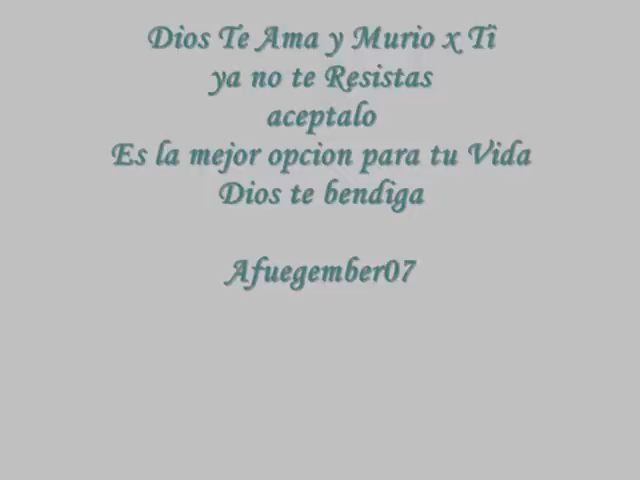 Dios Te Ama y Murio x Ti
ya no te Resistas
aceptalo
Es la mejor opcion para tu Vida
Dios te bendiga
Afuegember07